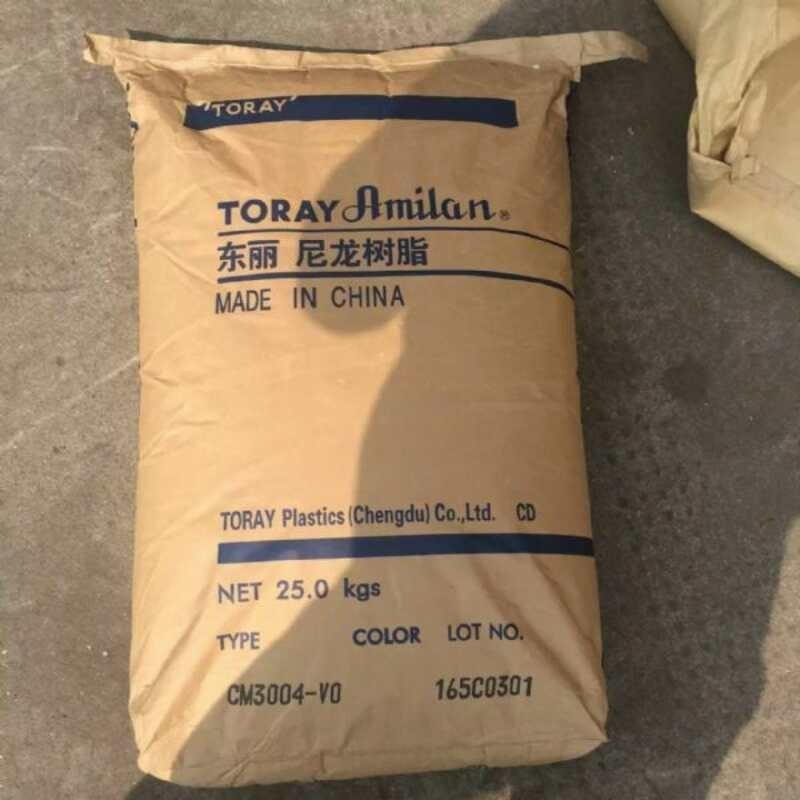 TORAY
TORAY Amilan®
东丽 尼龙树脂
MADE IN CHINA
TORAY Plastics (Chengdu) Co.,Ltd. CD
NET 25.0 kgs
TYPE COLOR LOT NO.
CM3004-V0 165C0301